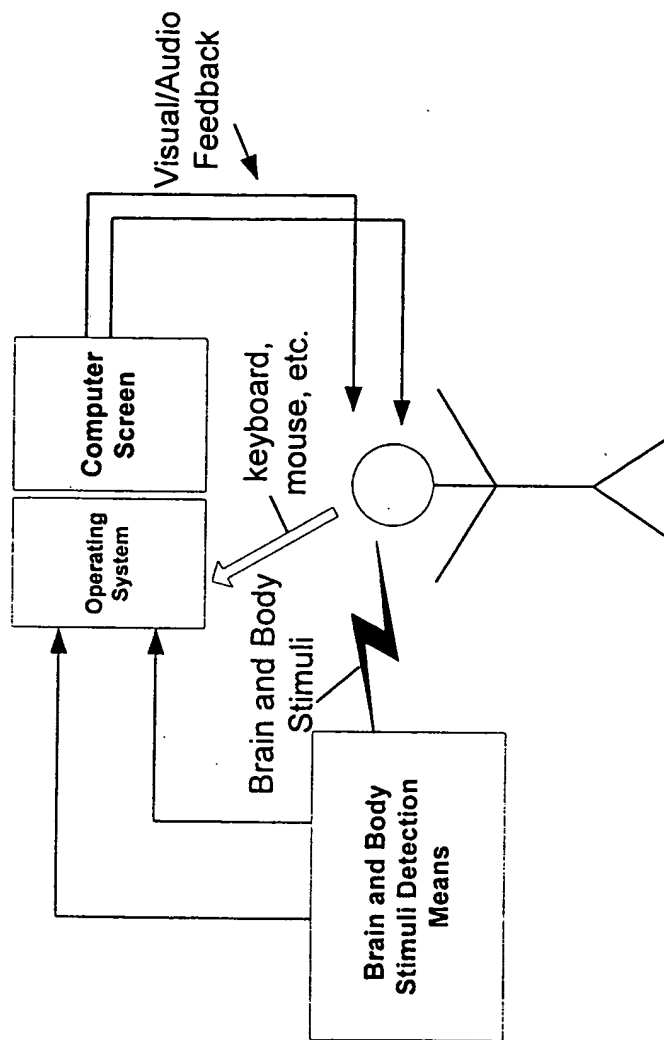 Visual/Audio
Feedback
Computer
Screen
keyboard,
mouse, etc.
Operating
System
Brain and Body
Stimuli
Brain and Body
Stimuli Detection
Means